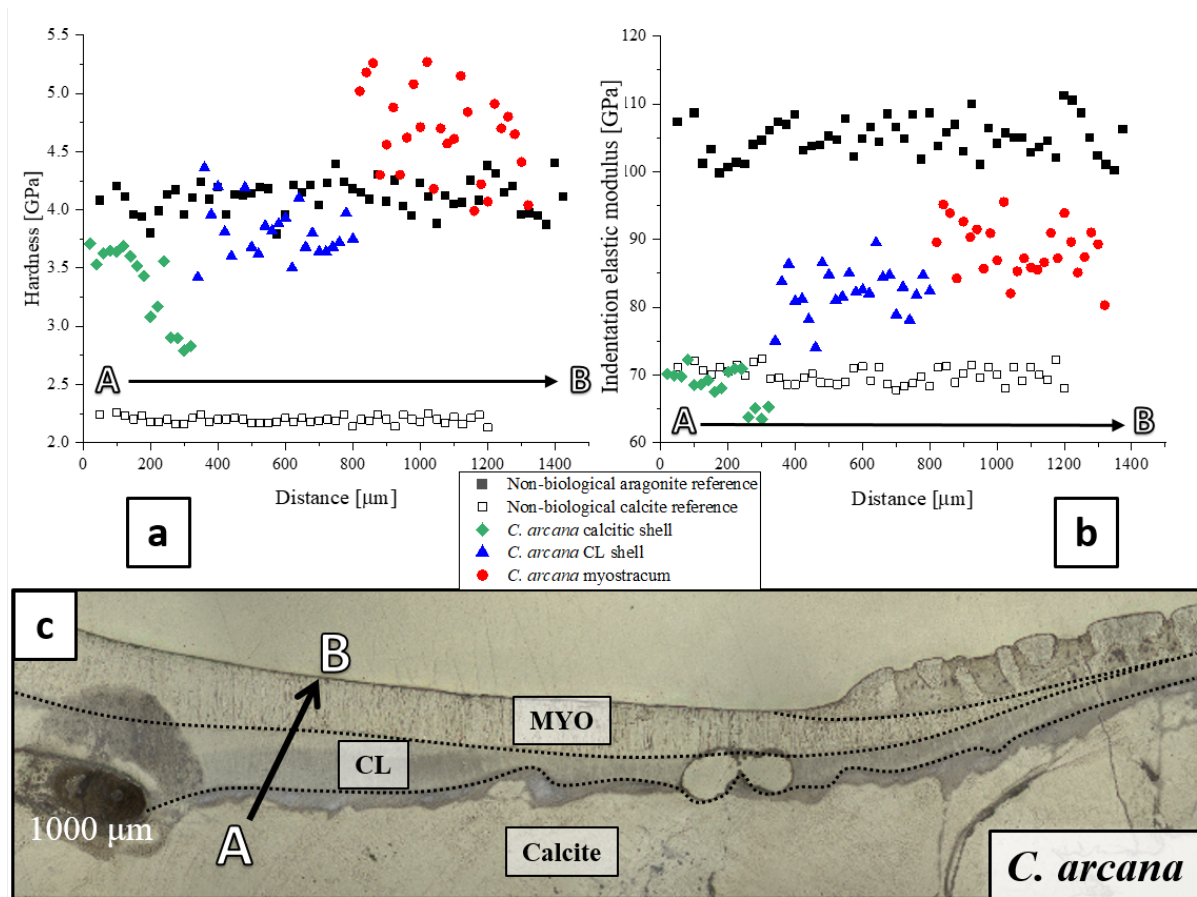 5.5
5.0
4.5
4.0
3.5
3.0
2.5
2.0
Hardness [GPa]
A
B
0 200 400 600 800 1000 1200 1400
Distance [μm]
a
120
110
100
90
80
70
60
Indentation elastic modulus [GPa]
A
B
0 200 400 600 800 1000 1200 1400
Distance [μm]
b
Non-biological aragonite reference
Non-biological calcite reference
C. arcana calcitic shell
C. arcana CL shell
C. arcana myostracum
c
B
MYO
CL
A
1000 μm
Calcite
C. arcana